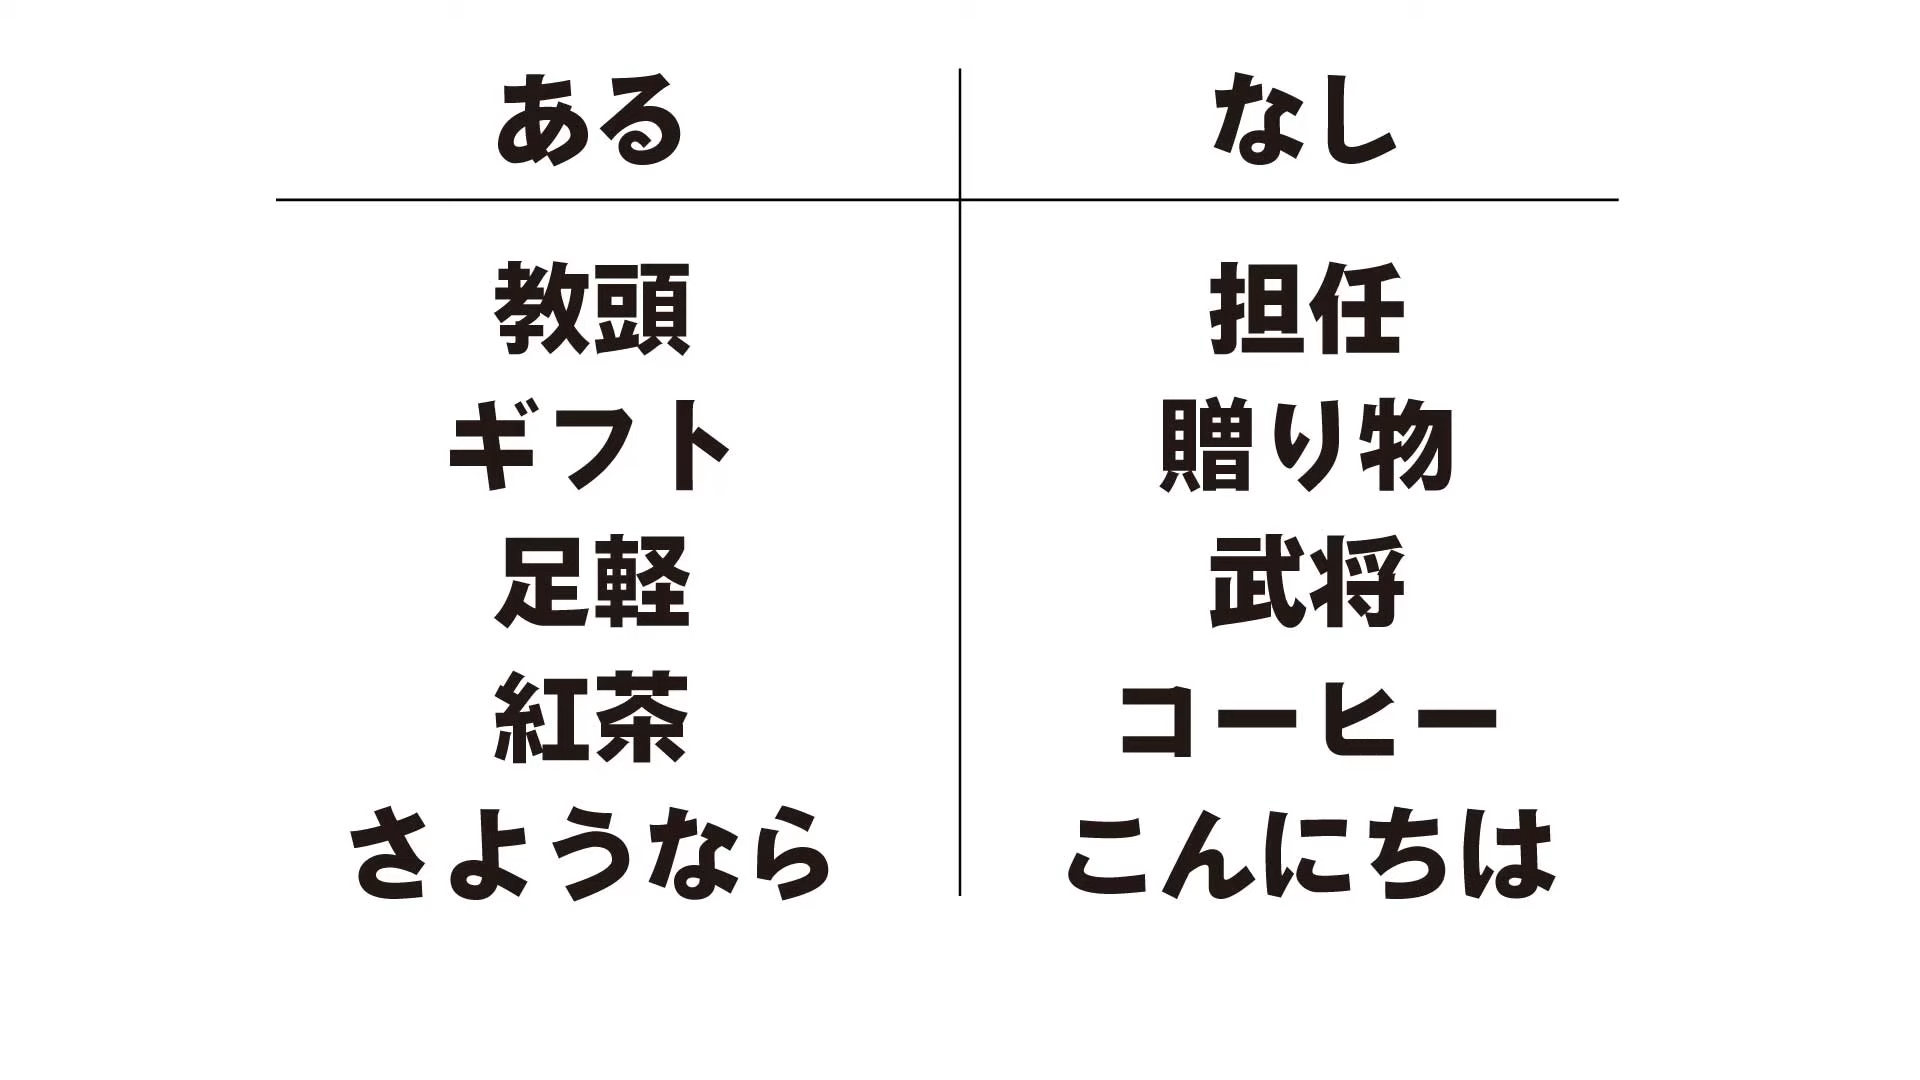 ある なし
教頭 担任
ギフト 贈り物
足軽 武将
紅茶 コーヒー
さようなら こんにちは